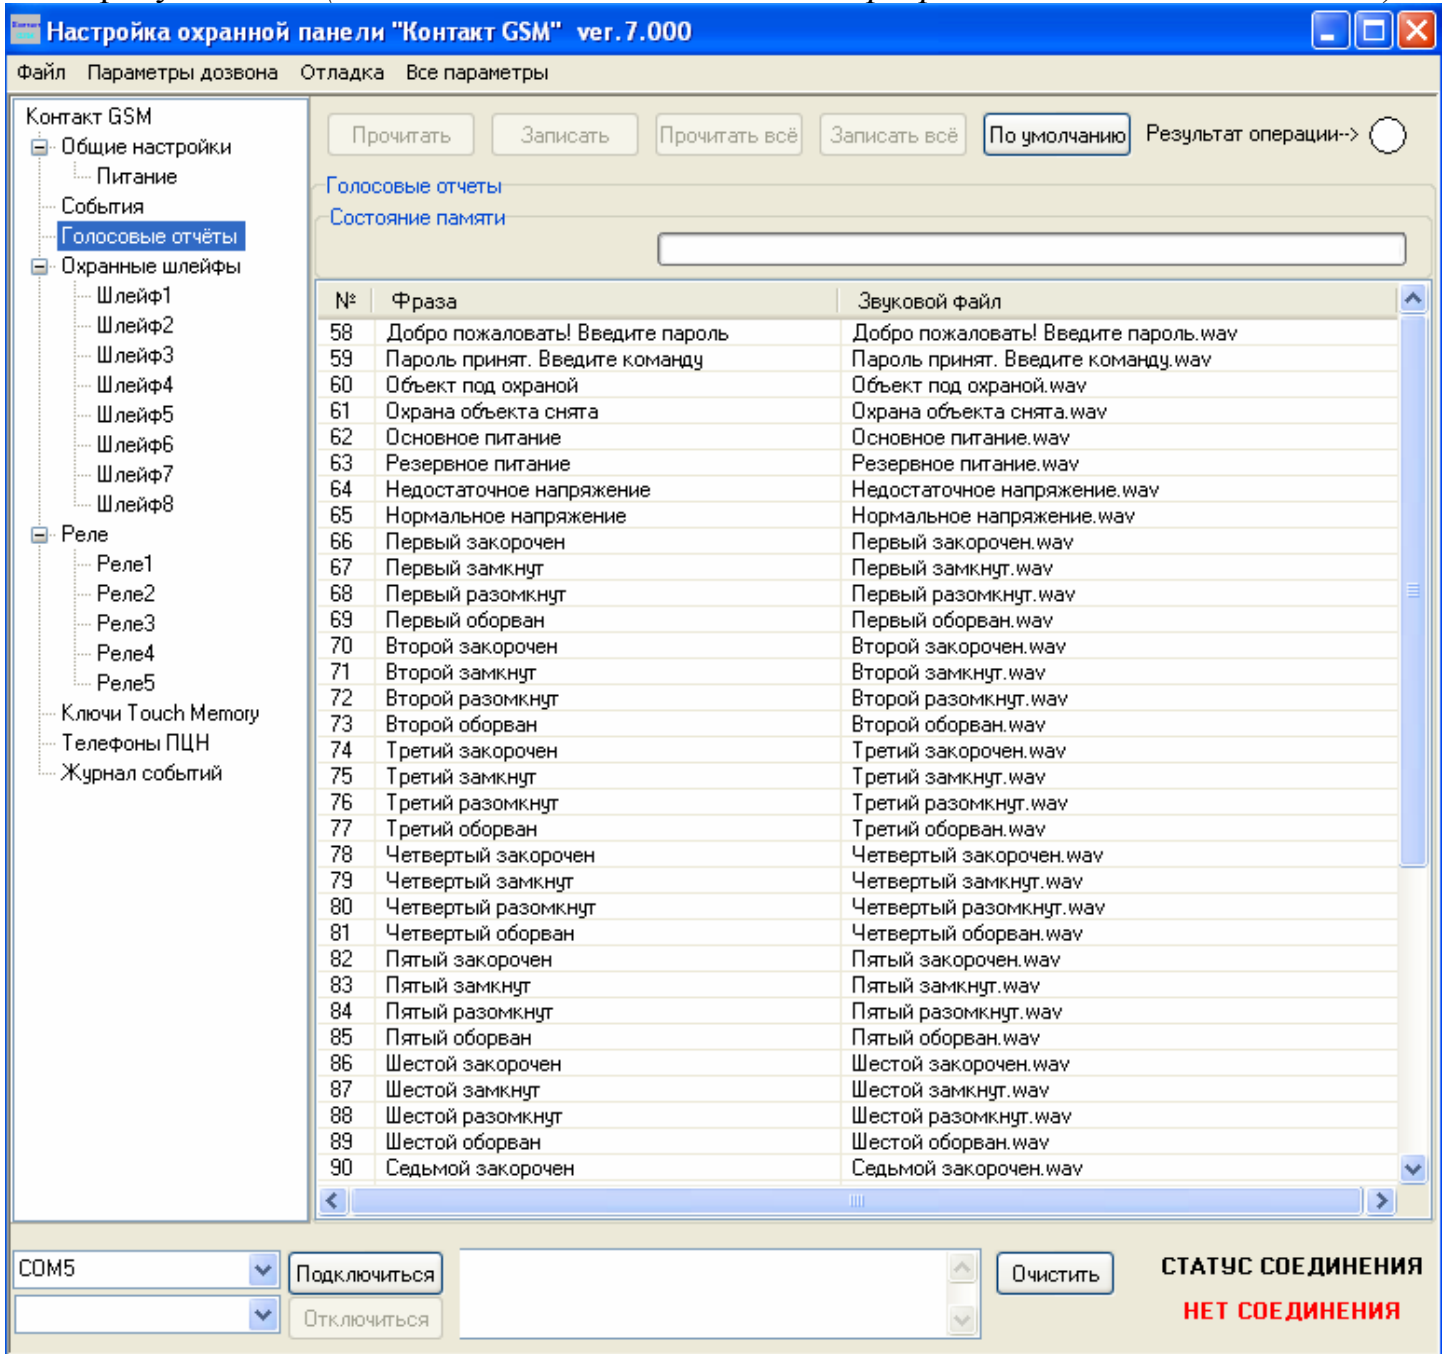 Настройка охранной панели "Контакт GSM" ver.7.000
Файл Параметры дозвона Отладка Все параметры
Контакт GSM
Общие настройки
Питание
События
Голосовые отчёты
Охранные шлейфы
Шлейф1
Шлейф2
Шлейф3
Шлейф4
Шлейф5
Шлейф6
Шлейф7
Шлейф8
Реле
Реле1
Реле2
Реле3
Реле4
Реле5
Ключи Touch Memory
Телефоны ПЦН
Журнал событий
Прочитать Записать Прочитать всё Записать всё По умолчанию Результат операции-->
Голосовые отчеты
Состояние памяти
№ Фраза Звуковой файл
58 Добро пожаловать! Введите пароль Добро пожаловать! Введите пароль.wav
59 Пароль принят. Введите команду Пароль принят. Введите команду.wav
60 Объект под охраной Объект под охраной.wav
61 Охрана объекта снята Охрана объекта снята.wav
62 Основное питание Основное питание.wav
63 Резервное питание Резервное питание.wav
64 Недостаточное напряжение Недостаточное напряжение.wav
65 Нормальное напряжение Нормальное напряжение.wav
66 Первый закорочен Первый закорочен.wav
67 Первый замкнут Первый замкнут.wav
68 Первый разомкнут Первый разомкнут.wav
69 Первый оборван Первый оборван.wav
70 Второй закорочен Второй закорочен.wav
71 Второй замкнут Второй замкнут.wav
72 Второй разомкнут Второй разомкнут.wav
73 Второй оборван Второй оборван.wav
74 Третий закорочен Третий закорочен.wav
75 Третий замкнут Третий замкнут.wav
76 Третий разомкнут Третий разомкнут.wav
77 Третий оборван Третий оборван.wav
78 Четвертый закорочен Четвертый закорочен.wav
79 Четвертый замкнут Четвертый замкнут.wav
80 Четвертый разомкнут Четвертый разомкнут.wav
81 Четвертый оборван Четвертый оборван.wav
82 Пятый закорочен Пятый закорочен.wav
83 Пятый замкнут Пятый замкнут.wav
84 Пятый разомкнут Пятый разомкнут.wav
85 Пятый оборван Пятый оборван.wav
86 Шестой закорочен Шестой закорочен.wav
87 Шестой замкнут Шестой замкнут.wav
88 Шестой разомкнут Шестой разомкнут.wav
89 Шестой оборван Шестой оборван.wav
90 Седьмой закорочен Седьмой закорочен.wav
COM5 Подключиться Очистить СТАТУС СОЕДИНЕНИЯ
Отключиться НЕТ СОЕДИНЕНИЯ